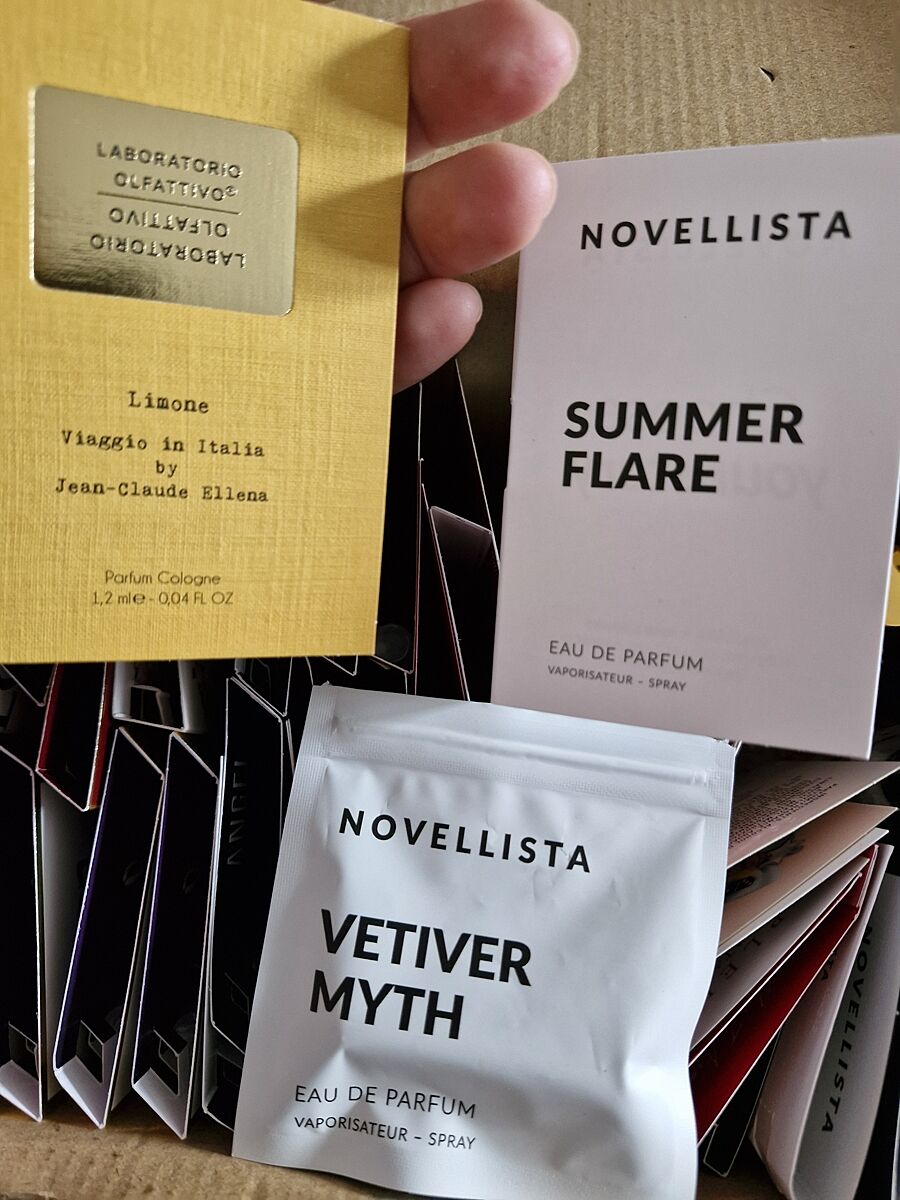 LABORATORIO
OLFATTIVO®
OLFATTIVO
LABORATORIO
Limone
Viaggio in Italia
by
Jean-Claude Ellena
Parfum Cologne
1,2 ml℮ - 0,04 FL OZ
NOVELLISTA
SUMMER
FLARE
you
EAU DE PARFUM
VAPORISATEUR – SPRAY
NOVELLISTA
VETIVER
MYTH
EAU DE PARFUM
VAPORISATEUR – SPRAY
ANGEL
NOVELLISTA